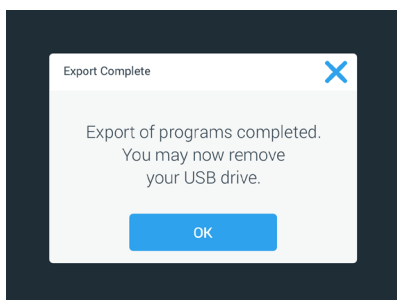 Export Complete
Export of programs completed.
You may now remove
your USB drive.
OK